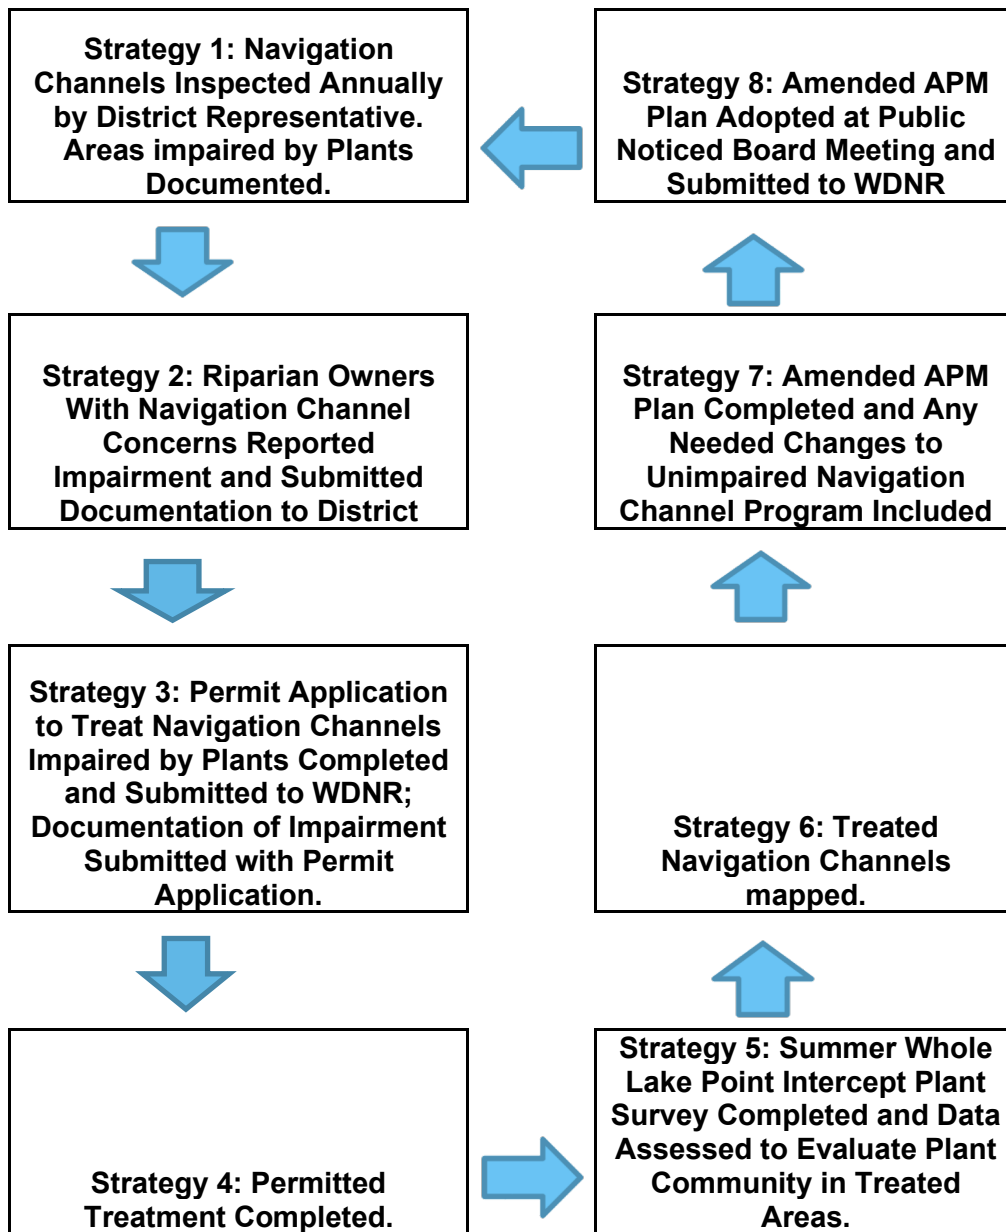 Strategy 1: Navigation
Channels Inspected Annually
by District Representative.
Areas impaired by Plants
Documented.
Strategy 2: Riparian Owners
With Navigation Channel
Concerns Reported
Impairment and Submitted
Documentation to District
Strategy 3: Permit Application
to Treat Navigation Channels
Impaired by Plants Completed
and Submitted to WDNR;
Documentation of Impairment
Submitted with Permit
Application.
Strategy 4: Permitted
Treatment Completed.
Strategy 5: Summer Whole
Lake Point Intercept Plant
Survey Completed and Data
Assessed to Evaluate Plant
Community in Treated
Areas.
Strategy 6: Treated
Navigation Channels
mapped.
Strategy 7: Amended APM
Plan Completed and Any
Needed Changes to
Unimpaired Navigation
Channel Program Included
Strategy 8: Amended APM
Plan Adopted at Public
Noticed Board Meeting and
Submitted to WDNR